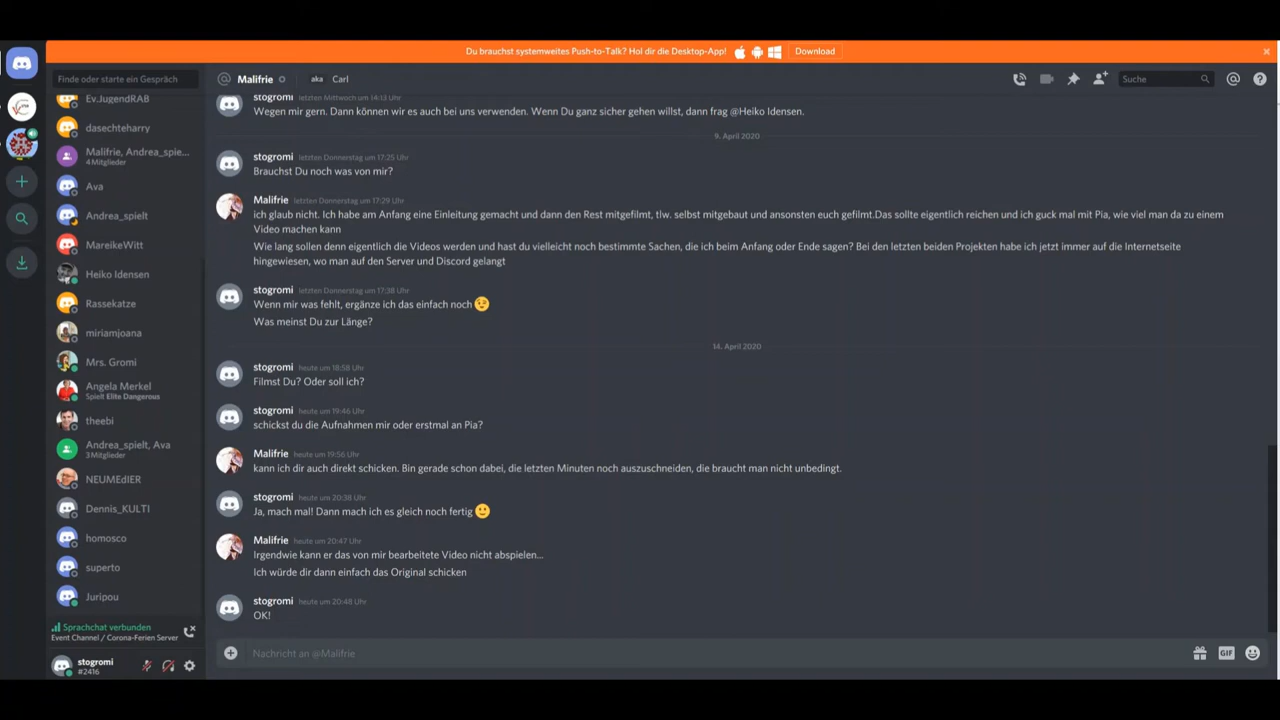 Du brauchst systemweites Push-to-Talk? Hol dir die Desktop-App!
Download
Finde oder starte ein Gespräch
Malifrie
aka
Carl
Suche
Ev.JugendRAB
dasechteharry
Malifrie, Andrea_spie...
4 Mitglieder
Ava
Andrea_spielt
MareikeWitt
Heiko Idensen
Rassekatze
miriamjoana
Mrs. Gromi
Angela Merkel
Spielt Elite Dangerous
theebi
Andrea_spielt, Ava
3 Mitglieder
NEUMEdIER
Dennis_KULTI
homosco
superto
Juripou
Sprachchat verbunden
Event Channel / Corona-Ferien Server
stogromi
#2416
stogromi letzten Mittwoch um 14:13 Uhr
Wegen mir gern. Dann können wir es auch bei uns verwenden. Wenn Du ganz sicher gehen willst, dann frag @Heiko Idensen.
9. April 2020
stogromi letzten Donnerstag um 17:25 Uhr
Brauchst Du noch was von mir?
Malifrie letzten Donnerstag um 17:29 Uhr
ich glaub nicht. Ich habe am Anfang eine Einleitung gemacht und dann den Rest mitgefilmt, tlw. selbst mitgebaut und ansonsten euch gefilmt.Das sollte eigentlich reichen und ich guck mal mit Pia, wie viel man da zu einem
Video machen kann
Wie lang sollen denn eigentlich die Videos werden und hast du vielleicht noch bestimmte Sachen, die ich beim Anfang oder Ende sagen? Bei den letzten beiden Projekten habe ich jetzt immer auf die Internetseite
hingewiesen, wo man auf den Server und Discord gelangt
stogromi letzten Donnerstag um 17:38 Uhr
Wenn mir was fehlt, ergänze ich das einfach noch 😉
Was meinst Du zur Länge?
14. April 2020
stogromi heute um 18:58 Uhr
Filmst Du? Oder soll ich?
stogromi heute um 19:46 Uhr
schickst du die Aufnahmen mir oder erstmal an Pia?
Malifrie heute um 19:56 Uhr
kann ich dir auch direkt schicken. Bin gerade schon dabei, die letzten Minuten noch auszuschneiden, die braucht man nicht unbedingt.
stogromi heute um 20:38 Uhr
Ja, mach mal! Dann mach ich es gleich noch fertig 🙂
Malifrie heute um 20:47 Uhr
Irgendwie kann er das von mir bearbeitete Video nicht abspielen...
Ich würde dir dann einfach das Original schicken
stogromi heute um 20:48 Uhr
OK!
Nachricht an @Malifrie
GIF